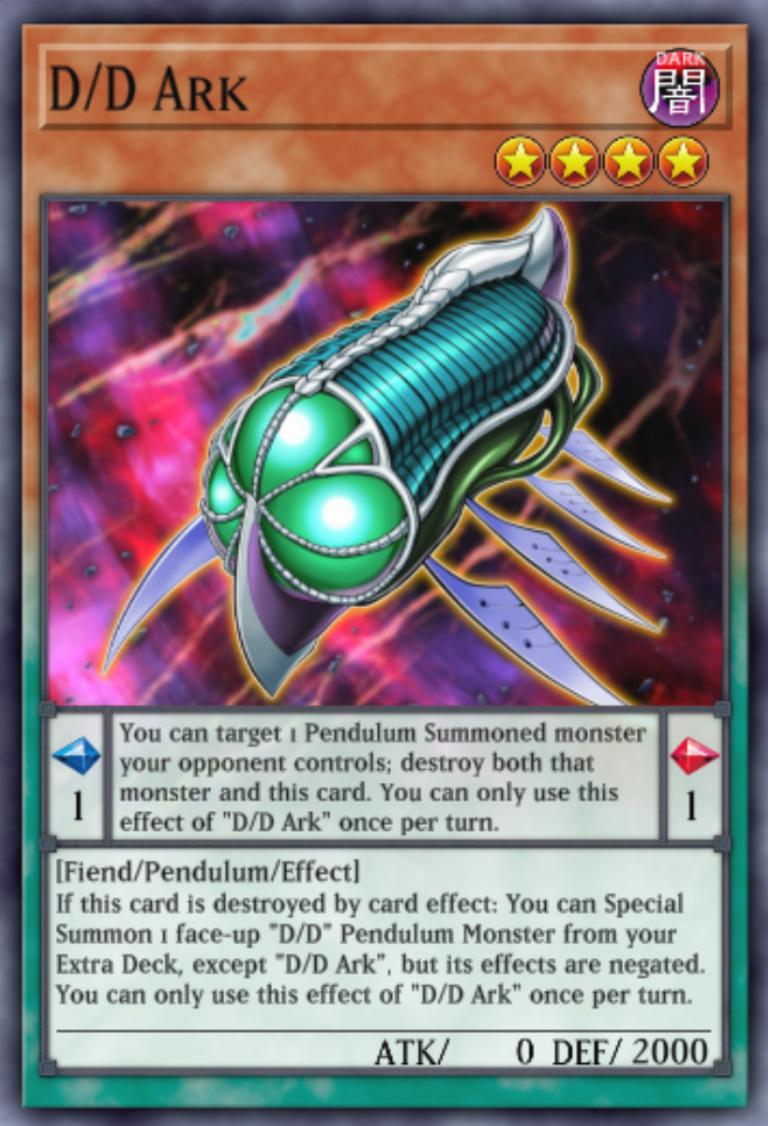 D/D Ark
DARK
闇
You can target 1 Pendulum Summoned monster
your opponent controls; destroy both that
monster and this card. You can only use this
effect of "D/D Ark" once per turn.
1
1
[Fiend/Pendulum/Effect]
If this card is destroyed by card effect: You can Special
Summon 1 face-up "D/D" Pendulum Monster from your
Extra Deck, except "D/D Ark", but its effects are negated.
You can only use this effect of "D/D Ark" once per turn.
ATK/ 0 DEF/ 2000